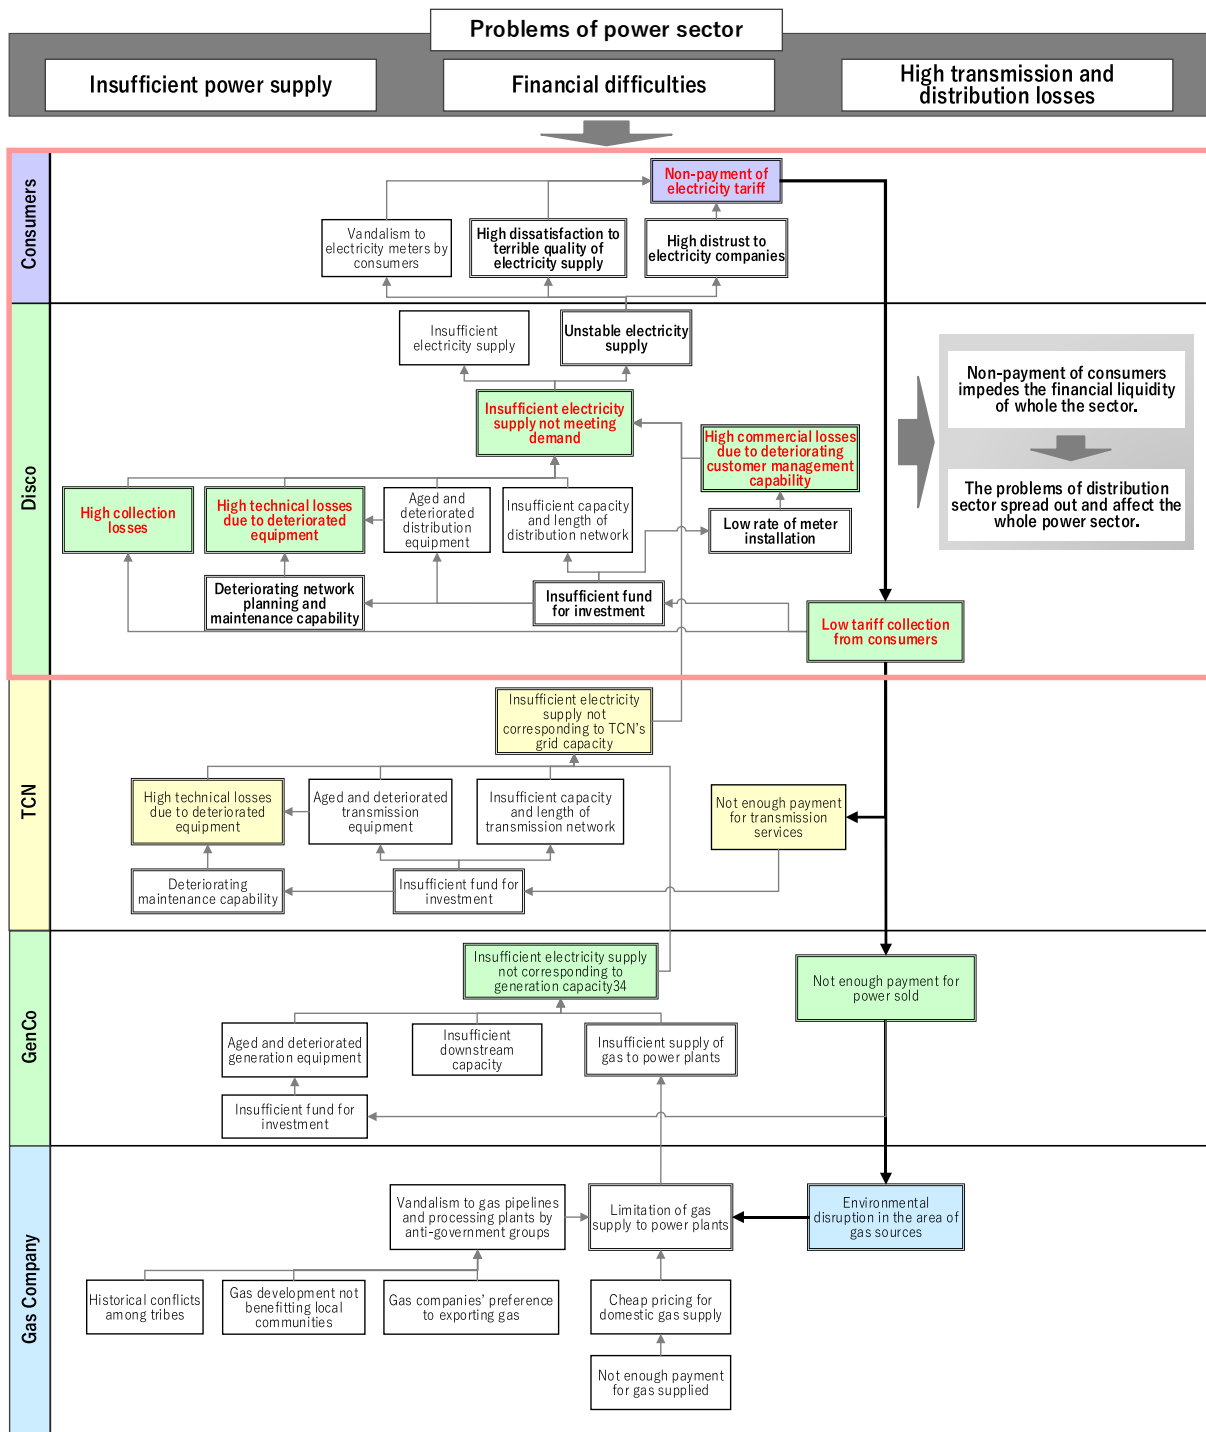 Problems of power sector
Insufficient power supply
Financial difficulties
High transmission and
distribution losses
Consumers
Non-payment of
electricity tariff
Vandalism to
electricity meters by
consumers
High dissatisfaction to
terrible quality of
electricity supply
High distrust to
electricity companies
Disco
Insufficient
electricity supply
Unstable electricity
supply
Non-payment of consumers
impedes the financial liquidity
of whole the sector.
The problems of distribution
sector spread out and affect the
whole power sector.
Insufficient electricity
supply not meeting
demand
High commercial losses
due to deteriorating
customer management
capability
High collection
losses
High technical losses
due to deteriorated
equipment
Aged and
deteriorated
distribution
equipment
Insufficient capacity
and length of
distribution network
Low rate of meter
installation
Deteriorating network
planning and
maintenance capability
Insufficient fund
for investment
Low tariff collection
from consumers
TCN
Insufficient electricity
supply not
corresponding to TCN's
grid capacity
High technical losses
due to deteriorated
equipment
Aged and deteriorated
transmission
equipment
Insufficient capacity
and length of
transmission network
Not enough payment
for transmission
services
Deteriorating
maintenance capability
Insufficient fund for
investment
GenCo
Insufficient electricity supply
not corresponding to
generation capacity34
Not enough payment for
power sold
Aged and deteriorated
generation equipment
Insufficient
downstream
capacity
Insufficient supply of
gas to power plants
Insufficient fund for
investment
Gas Company
Vandalism to gas pipelines
and processing plants by
anti-government groups
Limitation of gas
supply to power plants
Environmental
disruption in the area of
gas sources
Historical conflicts
among tribes
Gas development not
benefitting local
communities
Gas companies' preference
to exporting gas
Cheap pricing for
domestic gas supply
Not enough payment
for gas supplied